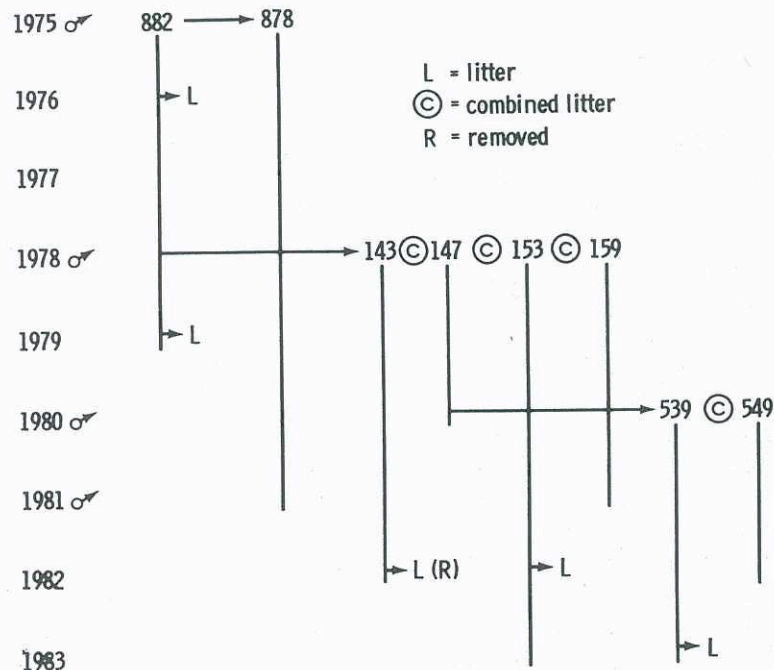 1975 ♂ 882 878
L = litter
Ⓒ = combined litter
R = removed
1976 L
1977
1978 ♂ 143 Ⓒ 147 Ⓒ 153 Ⓒ 159
1979 L
1980 ♂ 539 Ⓒ 549
1981 ♂
1982 L (R) L
1983 L